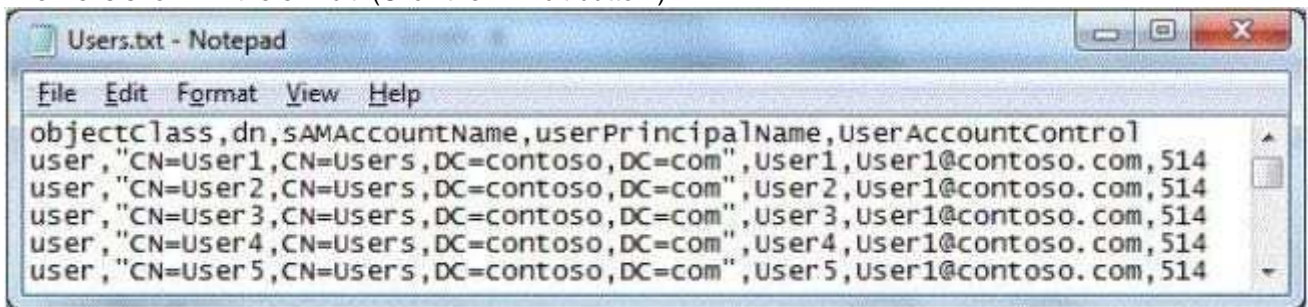 Users.txt - Notepad
File Edit Format View Help
objectClass,dn,sAMAccountName,userPrincipalName,UserAccountControl
user,"CN=User1,CN=Users,DC=contoso,DC=com",User1,User1@contoso.com,514
user,"CN=User2,CN=Users,DC=contoso,DC=com",User2,User1@contoso.com,514
user,"CN=User3,CN=Users,DC=contoso,DC=com",User3,User1@contoso.com,514
user,"CN=User4,CN=Users,DC=contoso,DC=com",User4,User1@contoso.com,514
user,"CN=User5,CN=Users,DC=contoso,DC=com",User5,User1@contoso.com,514